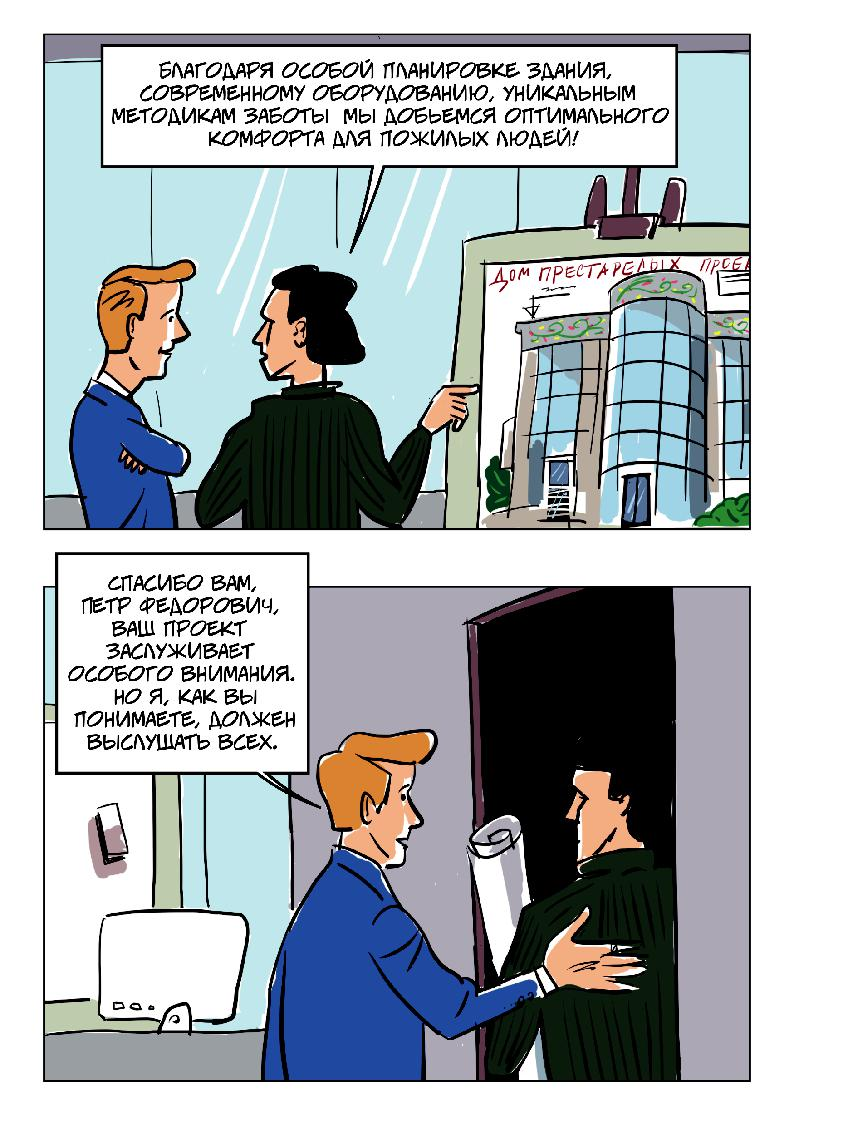 БЛАГОДАРЯ ОСОБОЙ ПЛАНИРОВКЕ ЗДАНИЯ,
СОВРЕМЕННОМУ ОБОРУДОВАНИЮ, УНИКАЛЬНЫМ
МЕТОДИКАМ ЗАБОТЫ МЫ ДОБЬЕМСЯ ОПТИМАЛЬНОГО
КОМФОРТА ДЛЯ ПОЖИЛЫХ ЛЮДЕЙ!
ДОМ ПРЕСТАРЕЛЫХ
СПАСИБО ВАМ,
ПЕТР ФЕДОРОВИЧ,
ВАШ ПРОЕКТ
ЗАСЛУЖИВАЕТ
ОСОБОГО ВНИМАНИЯ.
НО Я, КАК ВЫ
ПОНИМАЕТЕ, ДОЛЖЕН
ВЫСЛУШАТЬ ВСЕХ.